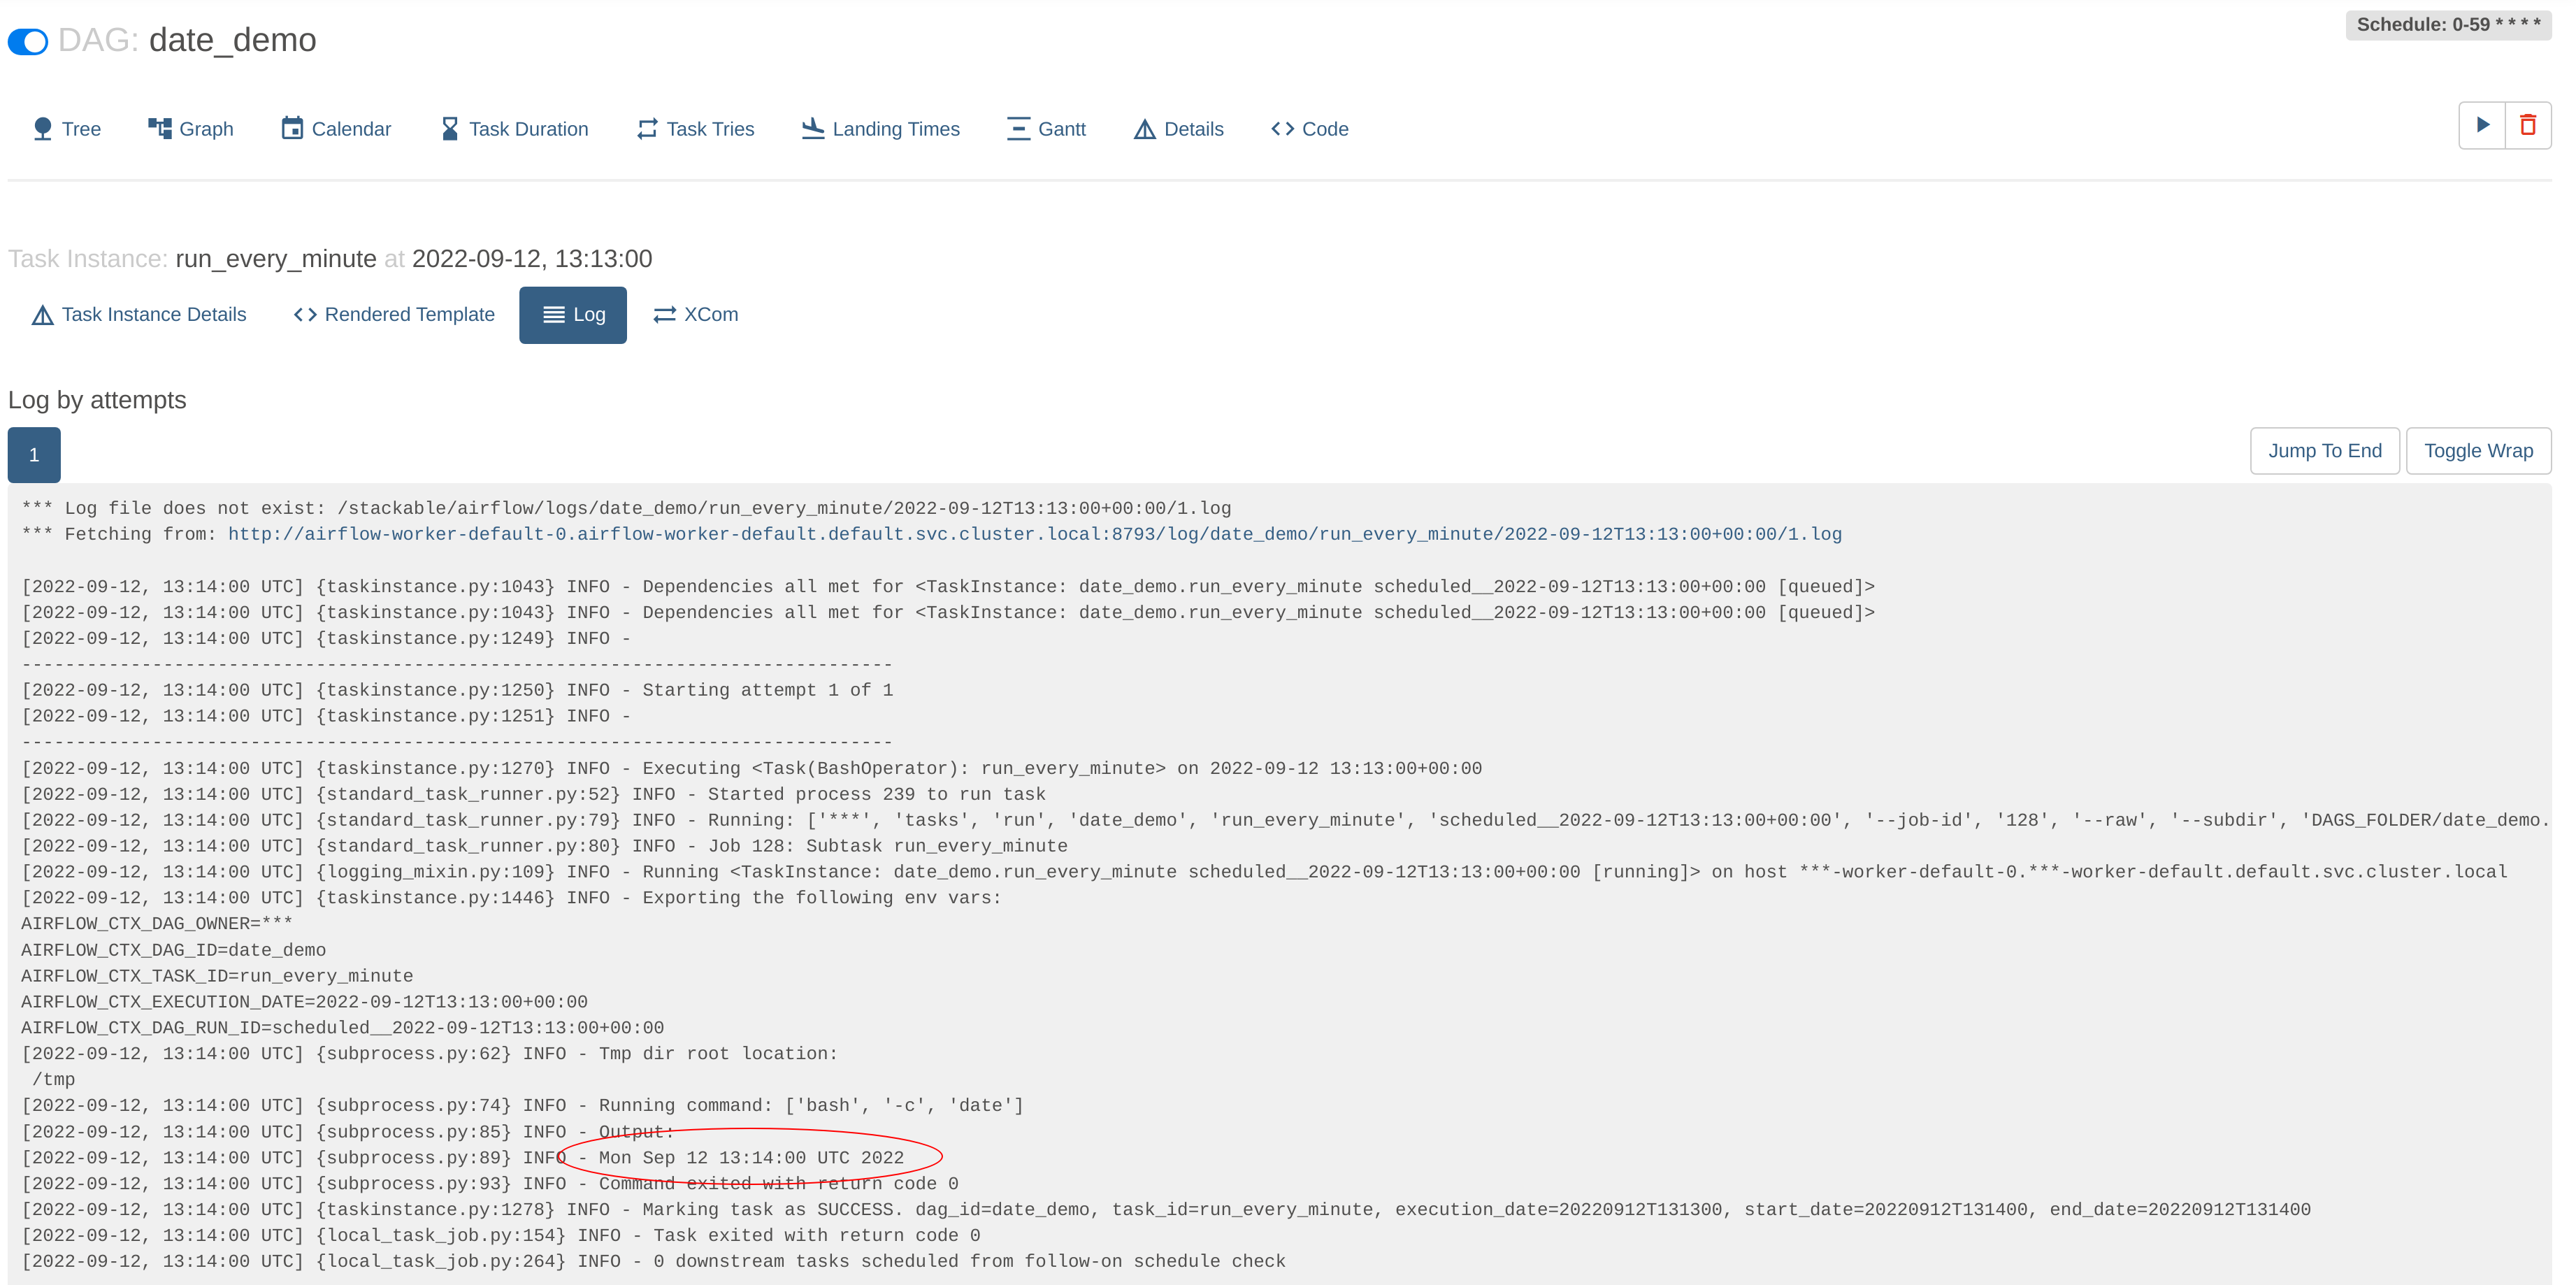 DAG: date_demo
Schedule: 0-59 * * * *
Tree Graph Calendar Task Duration Task Tries Landing Times Gantt Details Code
Task Instance: run_every_minute at 2022-09-12, 13:13:00
Task Instance Details Rendered Template Log XCom
Log by attempts
1 Jump To End Toggle Wrap
*** Log file does not exist: /stackable/airflow/logs/date_demo/run_every_minute/2022-09-12T13:13:00+00:00/1.log
*** Fetching from: http://airflow-worker-default-0.airflow-worker-default.default.svc.cluster.local:8793/log/date_demo/run_every_minute/2022-09-12T13:13:00+00:00/1.log
[2022-09-12, 13:14:00 UTC] {taskinstance.py:1043} INFO - Dependencies all met for <TaskInstance: date_demo.run_every_minute scheduled__2022-09-12T13:13:00+00:00 [queued]>
[2022-09-12, 13:14:00 UTC] {taskinstance.py:1043} INFO - Dependencies all met for <TaskInstance: date_demo.run_every_minute scheduled__2022-09-12T13:13:00+00:00 [queued]>
[2022-09-12, 13:14:00 UTC] {taskinstance.py:1249} INFO -
--------------------------------------------------------------------------------
[2022-09-12, 13:14:00 UTC] {taskinstance.py:1250} INFO - Starting attempt 1 of 1
[2022-09-12, 13:14:00 UTC] {taskinstance.py:1251} INFO -
--------------------------------------------------------------------------------
[2022-09-12, 13:14:00 UTC] {taskinstance.py:1270} INFO - Executing <Task(BashOperator): run_every_minute> on 2022-09-12 13:13:00+00:00
[2022-09-12, 13:14:00 UTC] {standard_task_runner.py:52} INFO - Started process 239 to run task
[2022-09-12, 13:14:00 UTC] {standard_task_runner.py:79} INFO - Running: ['***', 'tasks', 'run', 'date_demo', 'run_every_minute', 'scheduled__2022-09-12T13:13:00+00:00', '--job-id', '128', '--raw', '--subdir', 'DAGS_FOLDER/date_demo.
[2022-09-12, 13:14:00 UTC] {standard_task_runner.py:80} INFO - Job 128: Subtask run_every_minute
[2022-09-12, 13:14:00 UTC] {logging_mixin.py:109} INFO - Running <TaskInstance: date_demo.run_every_minute scheduled__2022-09-12T13:13:00+00:00 [running]> on host ***-worker-default-0.***-worker-default.default.svc.cluster.local
[2022-09-12, 13:14:00 UTC] {taskinstance.py:1446} INFO - Exporting the following env vars:
AIRFLOW_CTX_DAG_OWNER=***
AIRFLOW_CTX_DAG_ID=date_demo
AIRFLOW_CTX_TASK_ID=run_every_minute
AIRFLOW_CTX_EXECUTION_DATE=2022-09-12T13:13:00+00:00
AIRFLOW_CTX_DAG_RUN_ID=scheduled__2022-09-12T13:13:00+00:00
[2022-09-12, 13:14:00 UTC] {subprocess.py:62} INFO - Tmp dir root location:
/tmp
[2022-09-12, 13:14:00 UTC] {subprocess.py:74} INFO - Running command: ['bash', '-c', 'date']
[2022-09-12, 13:14:00 UTC] {subprocess.py:85} INFO - Output:
[2022-09-12, 13:14:00 UTC] {subprocess.py:89} INFO - Mon Sep 12 13:14:00 UTC 2022
[2022-09-12, 13:14:00 UTC] {subprocess.py:93} INFO - Command exited with return code 0
[2022-09-12, 13:14:00 UTC] {taskinstance.py:1278} INFO - Marking task as SUCCESS. dag_id=date_demo, task_id=run_every_minute, execution_date=20220912T131300, start_date=20220912T131400, end_date=20220912T131400
[2022-09-12, 13:14:00 UTC] {local_task_job.py:154} INFO - Task exited with return code 0
[2022-09-12, 13:14:00 UTC] {local_task_job.py:264} INFO - 0 downstream tasks scheduled from follow-on schedule check